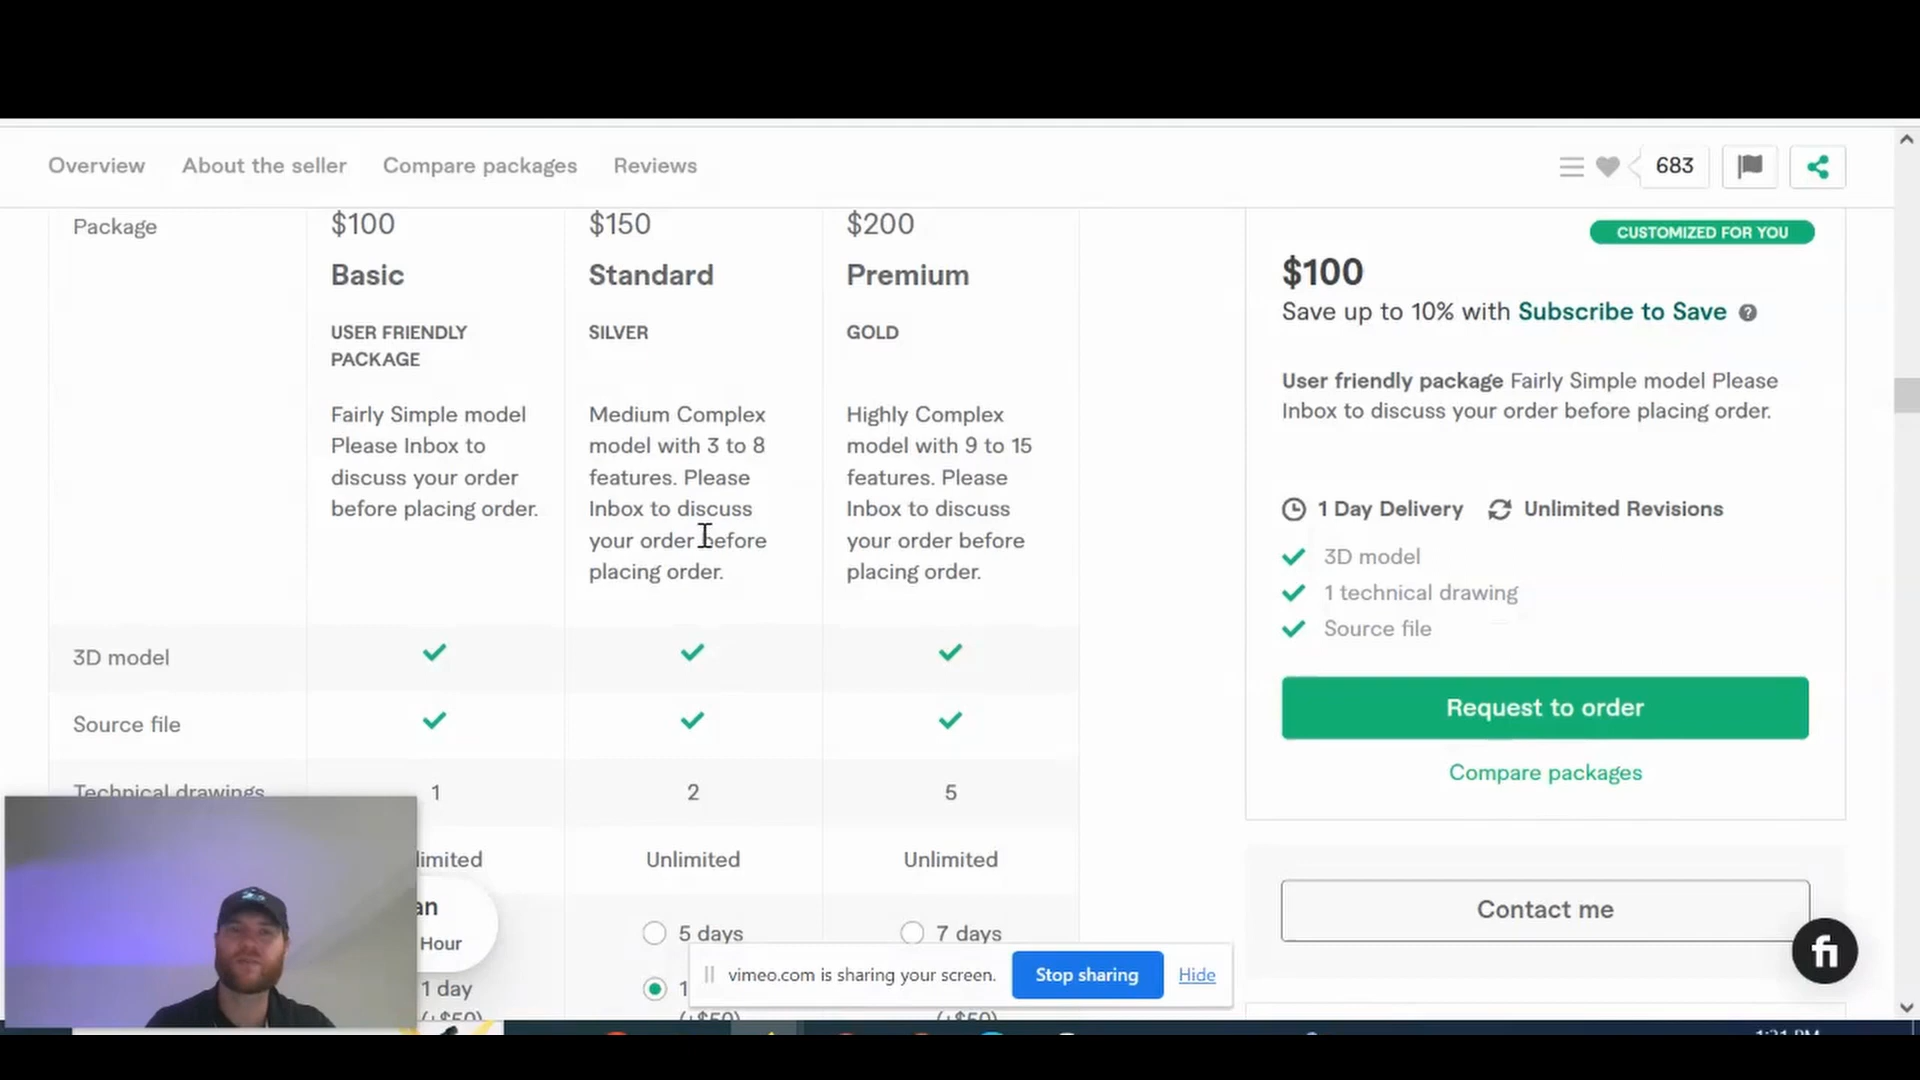 Overview About the seller Compare packages Reviews 683
Package $100 $150 $200
Basic Standard Premium
USER FRIENDLY PACKAGE
SILVER
GOLD
Fairly Simple model
Please Inbox to
discuss your order
before placing order.
Medium Complex
model with 3 to 8
features. Please
Inbox to discuss
your order before
placing order.
Highly Complex
model with 9 to 15
features. Please
Inbox to discuss
your order before
placing order.
3D model
Source file
Technical drawings 1 2 5
limited Unlimited Unlimited
5 days 7 days
1 day 1
(+$50) (+$50) (+$50)
an
Hour
CUSTOMIZED FOR YOU
$100
Save up to 10% with Subscribe to Save ?
User friendly package Fairly Simple model Please
Inbox to discuss your order before placing order.
1 Day Delivery Unlimited Revisions
3D model
1 technical drawing
Source file
Request to order
Compare packages
Contact me
fi
vimeo.com is sharing your screen. Stop sharing Hide